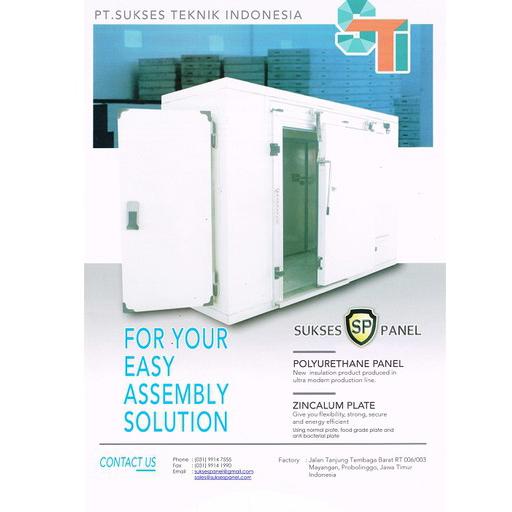 PT.SUKSES TEKNIK INDONESIA
STI
FOR YOUR
EASY
ASSEMBLY
SOLUTION
SUKSES SP PANEL
POLYURETHANE PANEL
New insulation product produced in
ultra modern production line.
ZINCALUM PLATE
Give you flexibility, strong, secure
and energy efficient
Using normal plate, food grade plate and
anti bacterial plate
CONTACT US
Phone : (031) 9914 7555
Fax : (031) 9914 1990
Email : suksespanel@gmail.com
sales@suksespanel.com
Factory : Jalan Tanjung Tembaga Barat RT 006/003
Mayangan, Probolinggo, Jawa Timur
Indonesia